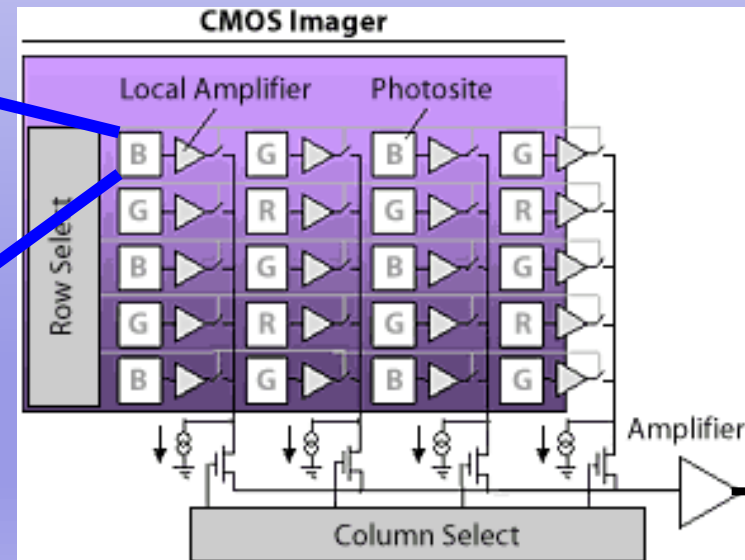 CMOS Imager
Local Amplifier Photosite
B G B G
G R G R
B G B G
G R G R
B G B G
Row Select
Amplifier
Column Select